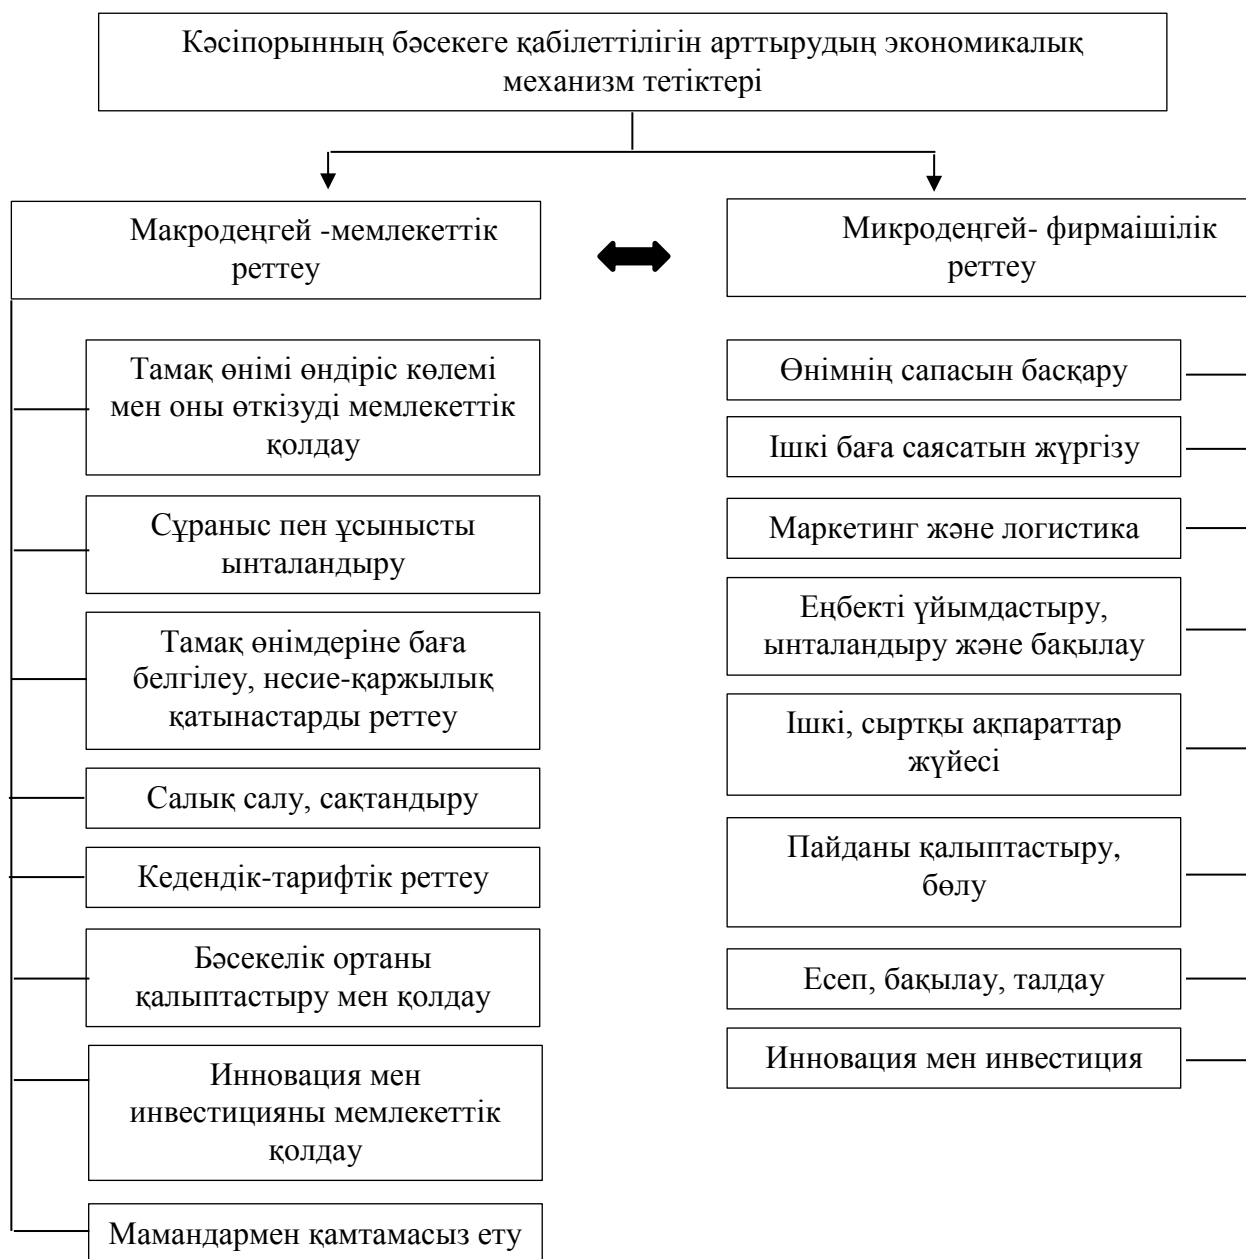 Кәсіпорынның бәсекеге қабілеттілігін арттырудың экономикалық
механизм тетіктері
Макродеңгей -мемлекеттік
реттеу
Микродеңгей- фирмаішілік
реттеу
Тамақ өнімі өндіріс көлемі
мен оны өткізуді мемлекеттік
қолдау
Сұраныс пен ұсынысты
ынталандыру
Тамақ өнімдеріне баға
белгілеу, несие-қаржылық
қатынастарды реттеу
Салық салу, сақтандыру
Кедендік-тарифтік реттеу
Бәсекелік ортаны
қалыптастыру мен қолдау
Инновация мен
инвестицияны мемлекеттік
қолдау
Мамандармен қамтамасыз ету
Өнімнің сапасын басқару
Ішкі баға саясатын жүргізу
Маркетинг және логистика
Еңбекті үйымдастыру,
ынталандыру және бақылау
Ішкі, сыртқы ақпараттар
жүйесі
Пайданы қалыптастыру,
бөлу
Есеп, бақылау, талдау
Инновация мен инвестиция